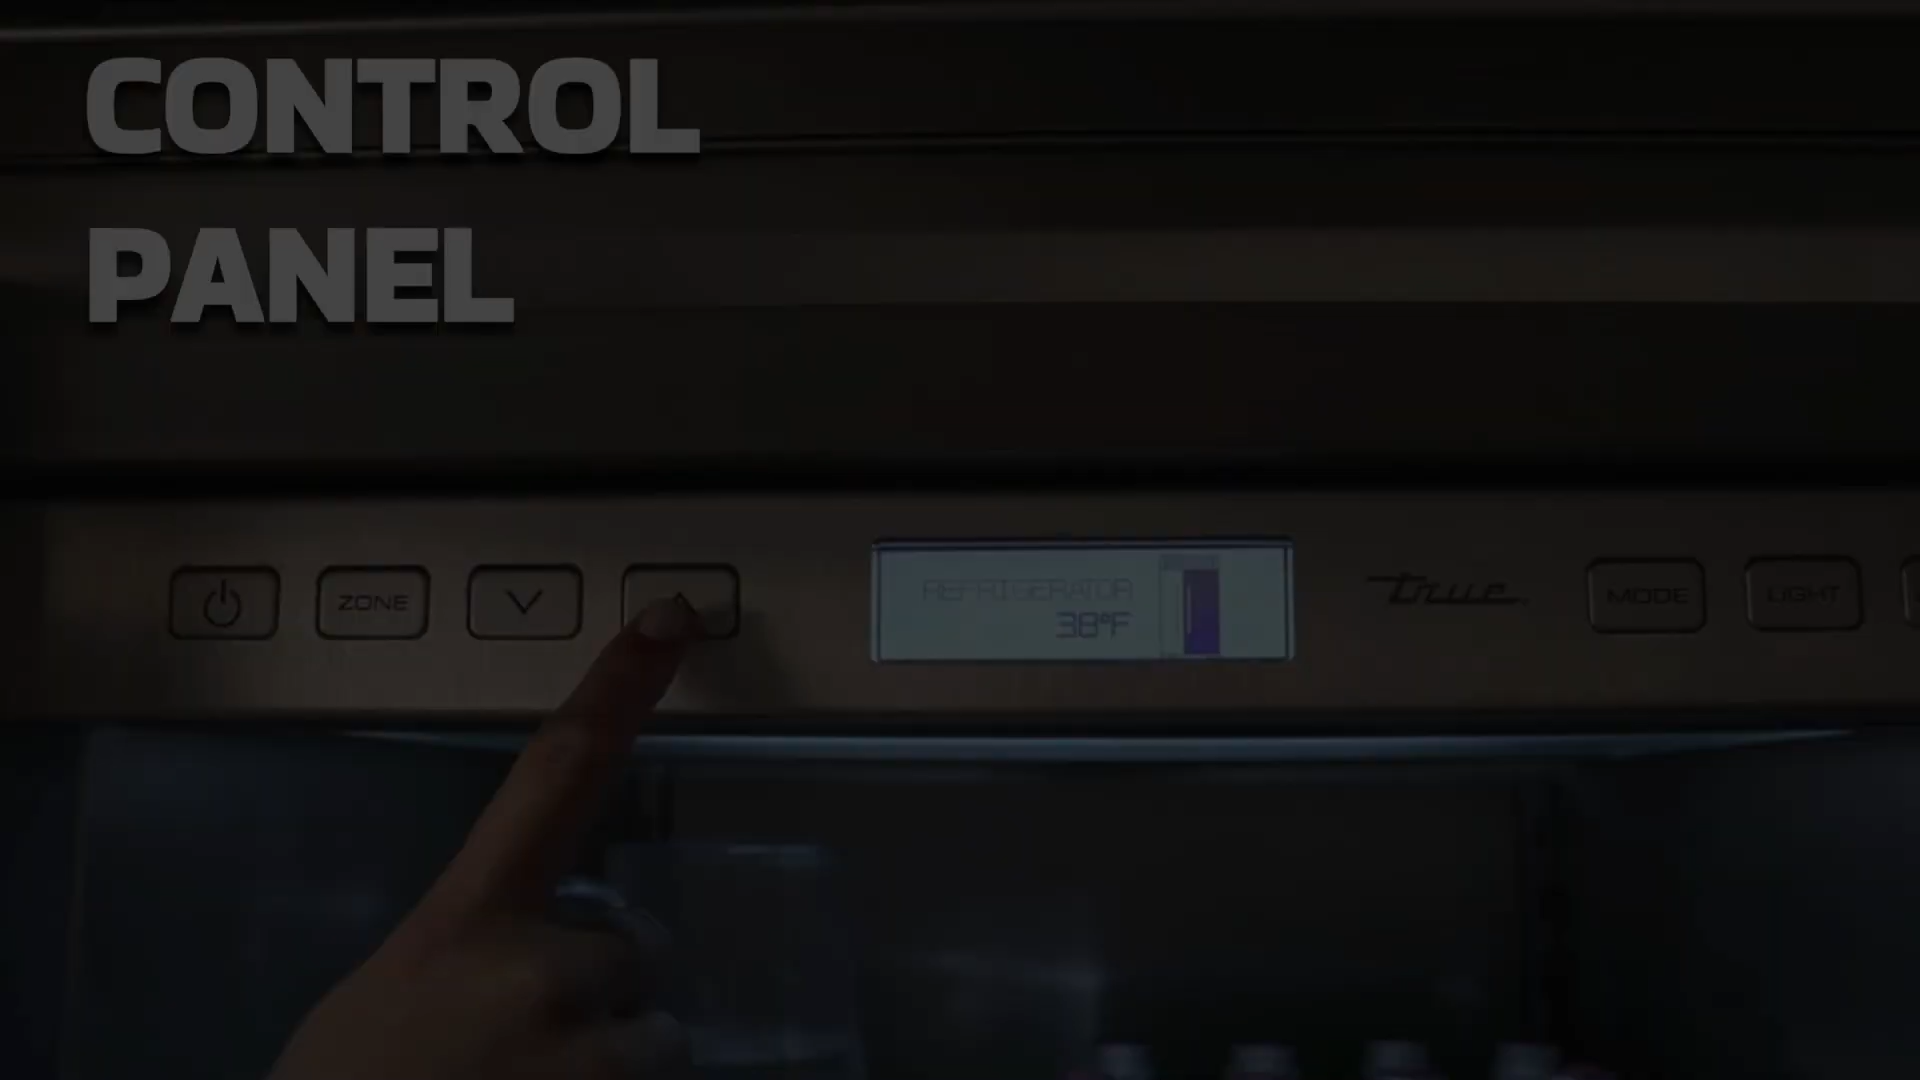 CONTROL
PANEL
ZONE
REFRIGERATOR
38°F
true
MODE
LIGHT